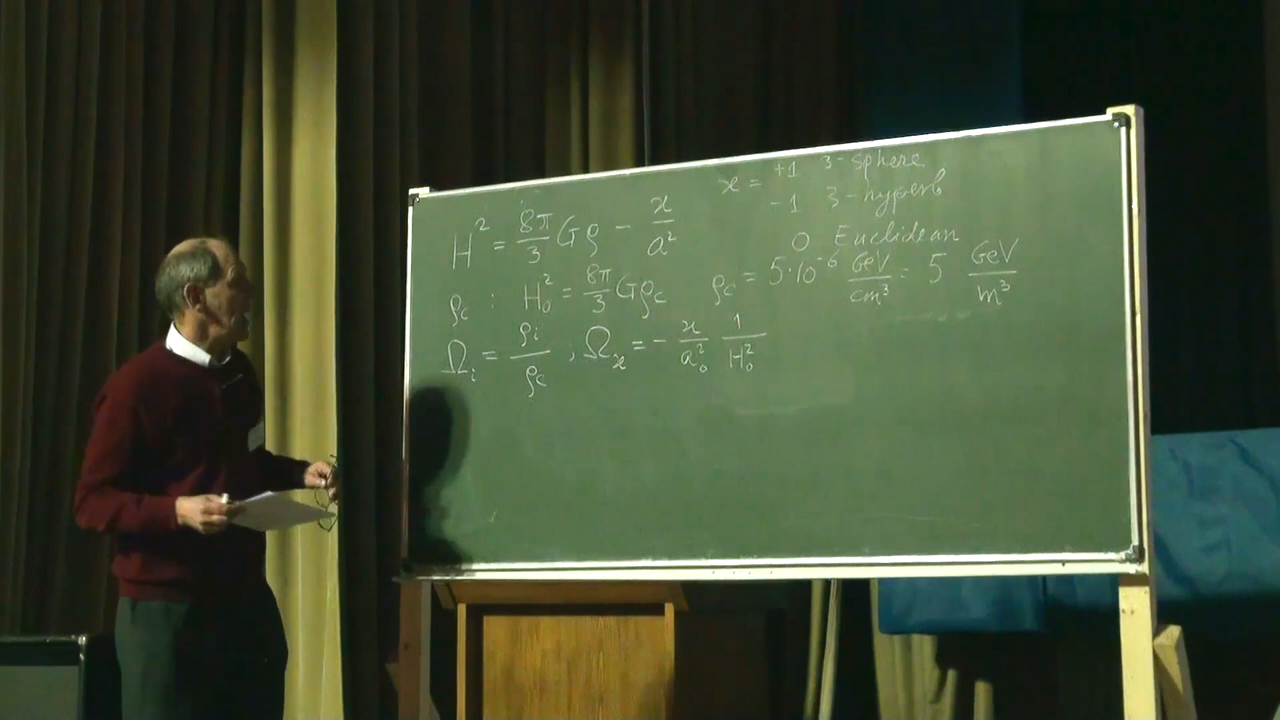 H² = 8π/3 Gρ − ϰ/a²
ϰ = +1 3-sphere
−1 3-hyperb
0 Euclidean
ρc : H₀² = 8π/3 Gρc ρc = 5·10⁻⁶ GeV/cm³ = 5 GeV/m³
Ωᵢ = ρᵢ/ρc ; Ωϰ = − ϰ/a₀² 1/H₀²